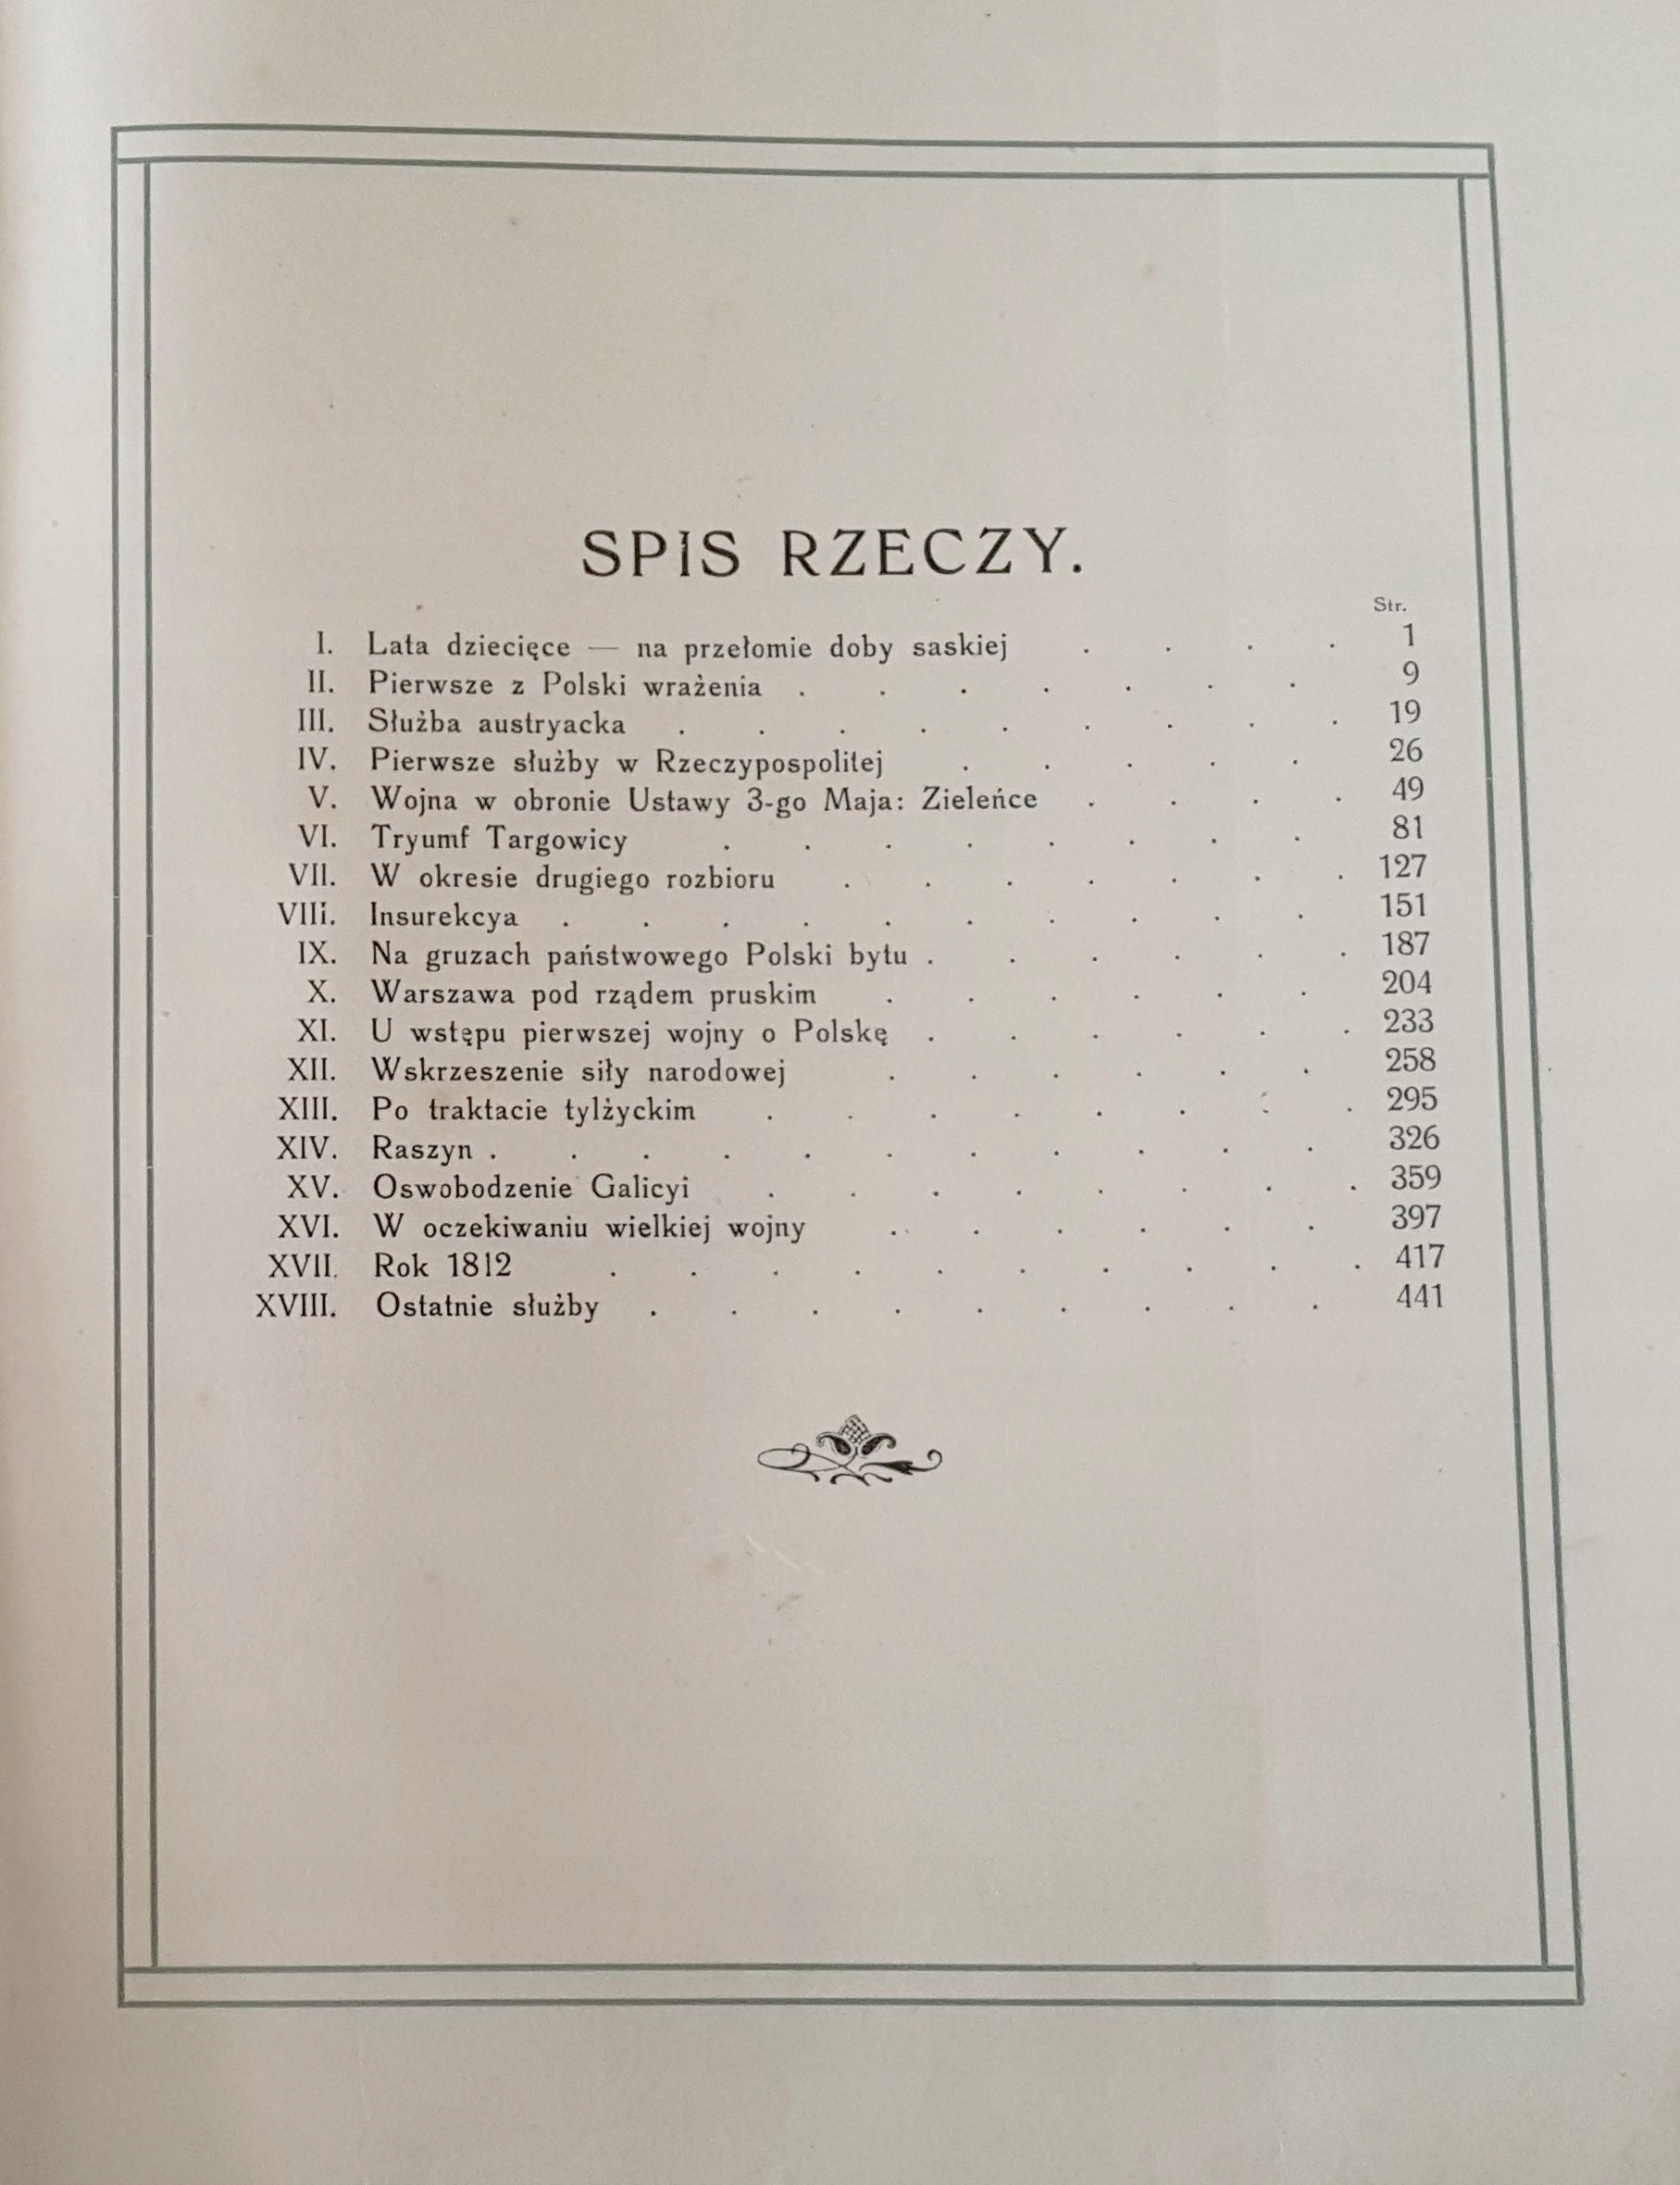 SPIS RZECZY.
Str.
I. Lata dziecięce — na przełomie doby saskiej . . . . 1
II. Pierwsze z Polski wrażenia . . . . . . . 9
III. Służba austryacka . . . . . . . . . 19
IV. Pierwsze służby w Rzeczypospolitej . . . . . 26
V. Wojna w obronie Ustawy 3-go Maja: Zieleńce . . . . 49
VI. Tryumf Targowicy . . . . . . . . 81
VII. W okresie drugiego rozbioru . . . . . . . 127
VIII. Insurekcya . . . . . . . . . . 151
IX. Na gruzach państwowego Polski bytu . . . . . . 187
X. Warszawa pod rządem pruskim . . . . . . 204
XI. U wstępu pierwszej wojny o Polskę . . . . . . 233
XII. Wskrzeszenie siły narodowej . . . . . . 258
XIII. Po traktacie tylżyckim . . . . . . . . 295
XIV. Raszyn . . . . . . . . . . . 326
XV. Oswobodzenie Galicyi . . . . . . . . 359
XVI. W oczekiwaniu wielkiej wojny . . . . . . 397
XVII. Rok 1812 . . . . . . . . . . 417
XVIII. Ostatnie służby . . . . . . . . . 441